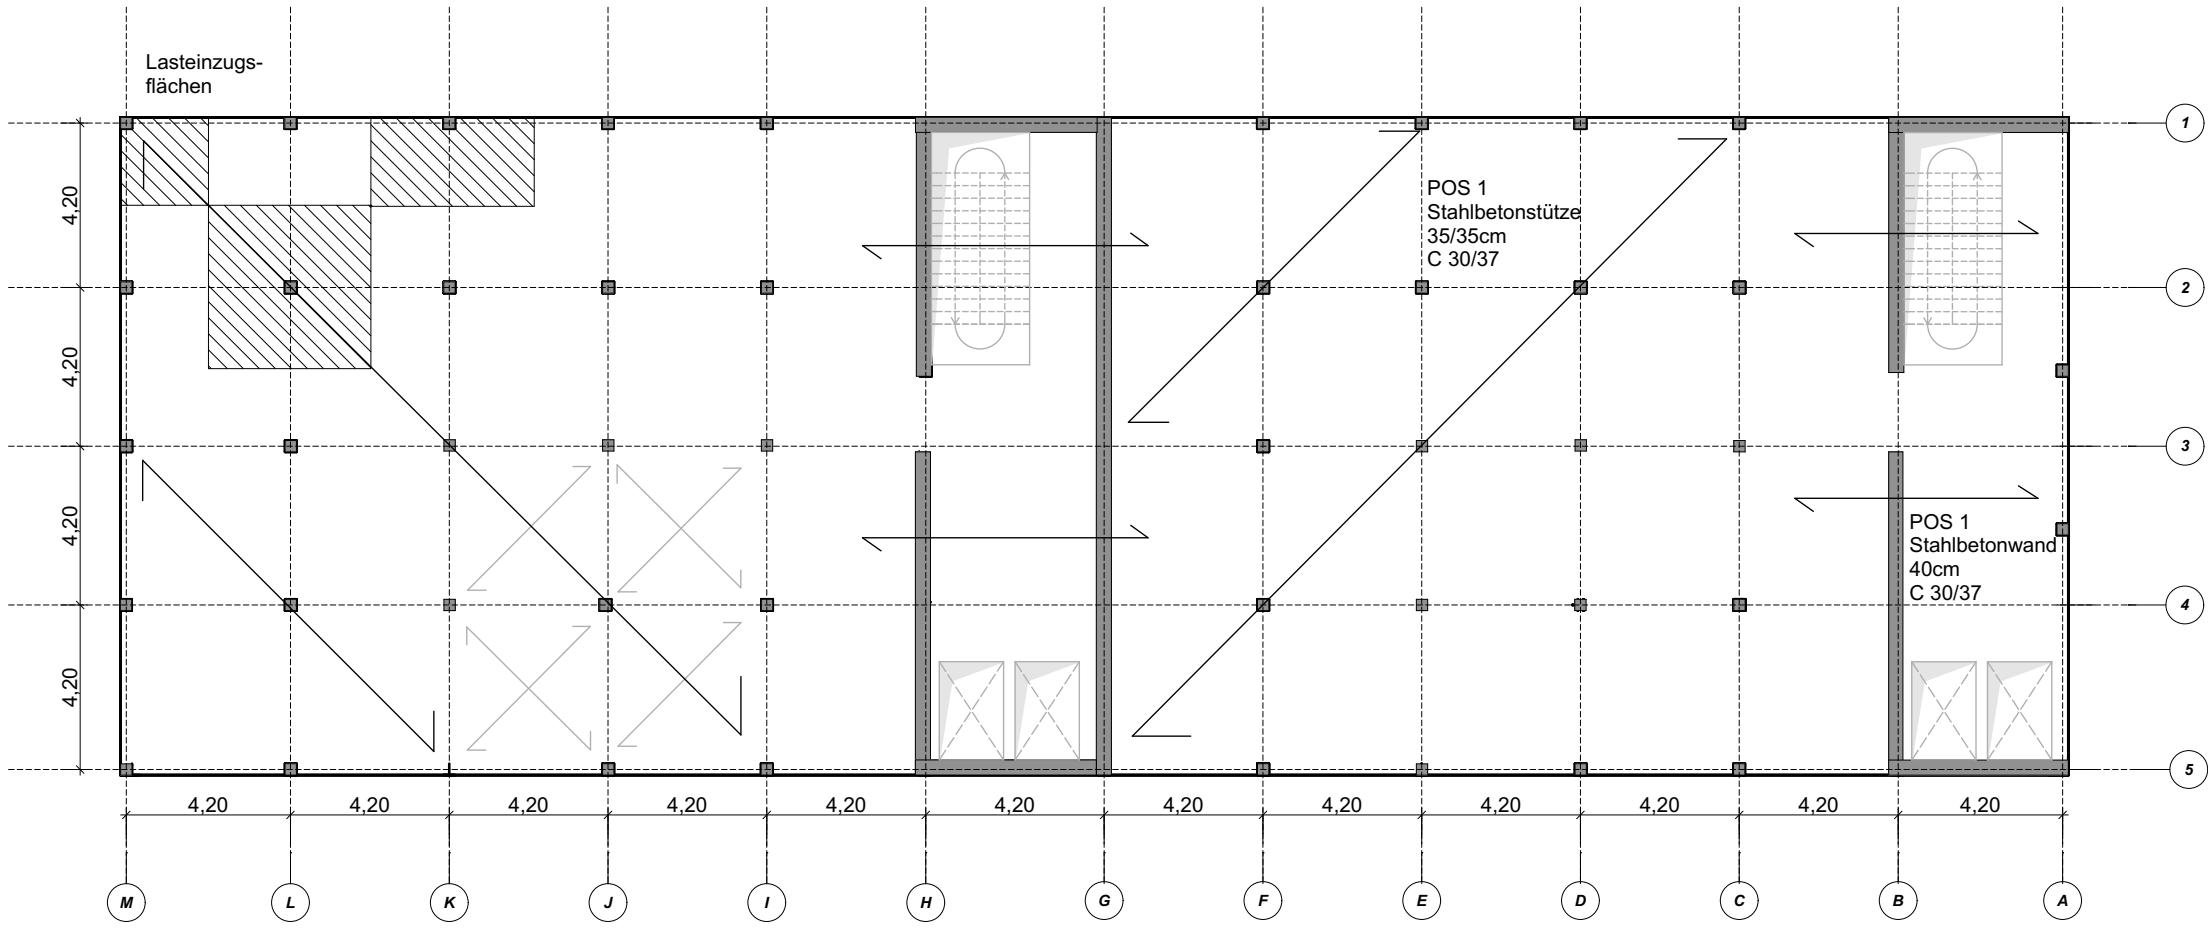 Lasteinzugs-
flächen
1
POS 1
Stahlbetonstütze
35/35cm
C 30/37
4,20
2
4,20
3
4,20
POS 1
Stahlbetonwand
40cm
C 30/37
4
4,20
5
4,20 4,20 4,20 4,20 4,20 4,20 4,20 4,20 4,20 4,20 4,20 4,20
M L K J I H G F E D C B A